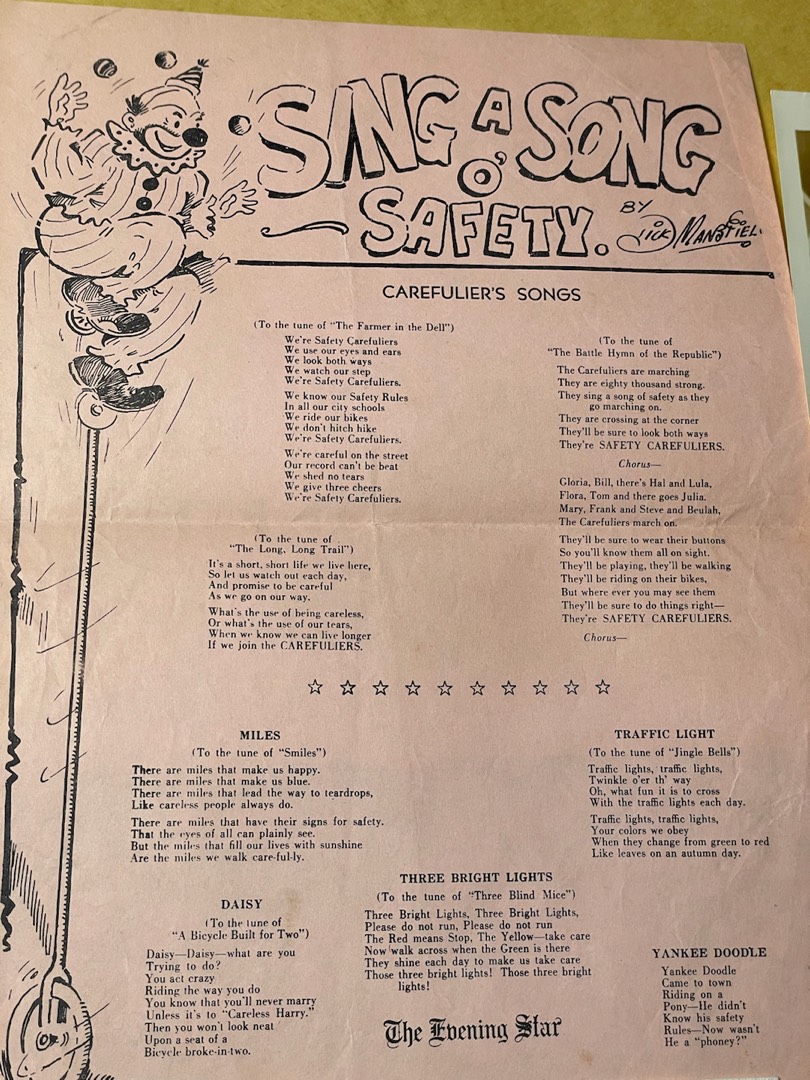 SING A SONG
O'
SAFETY.
BY
DICK MANSFIEL
CAREFULIER'S SONGS
(To the tune of "The Farmer in the Dell")
We're Safety Carefuliers
We use our eyes and ears
We look both ways
We watch our step
We're Safety Carefuliers.
We know our Safety Rules
In all our city schools
We ride our bikes
We don't hitch hike
We're Safety Carefuliers.
We're careful on the street
Our record can't be beat
We shed no tears
We give three cheers
We're Safety Carefuliers.
(To the tune of
"The Long, Long Trail")
It's a short, short life we live here,
So let us watch out each day,
And promise to be careful
As we go on our way.
What's the use of being careless,
Or what's the use of our tears,
When we know we can live longer
If we join the CAREFULIERS.
(To the tune of
"The Battle Hymn of the Republic")
The Carefuliers are marching
They are eighty thousand strong.
They sing a song of safety as they
go marching on.
They are crossing at the corner
They'll be sure to look both ways
They're SAFETY CAREFULIERS.
Chorus—
Gloria, Bill, there's Hal and Lula,
Flora, Tom and there goes Julia.
Mary, Frank and Steve and Beulah,
The Carefuliers march on.
They'll be sure to wear their buttons
So you'll know them all on sight.
They'll be playing, they'll be walking
They'll be riding on their bikes,
But where ever you may see them
They'll be sure to do things right—
They're SAFETY CAREFULIERS.
Chorus—
MILES
(To the tune of "Smiles")
There are miles that make us happy.
There are miles that make us blue.
There are miles that lead the way to teardrops,
Like careless people always do.
There are miles that have their signs for safety.
That the eyes of all can plainly see.
But the miles that fill our lives with sunshine
Are the miles we walk care-ful-ly.
TRAFFIC LIGHT
(To the tune of "Jingle Bells")
Traffic lights, traffic lights,
Twinkle o'er th' way
Oh, what fun it is to cross
With the traffic lights each day.
Traffic lights, traffic lights,
Your colors we obey
When they change from green to red
Like leaves on an autumn day.
DAISY
(To the tune of
"A Bicycle Built for Two")
Daisy—Daisy—what are you
Trying to do?
You act crazy
Riding the way you do
You know that you'll never marry
Unless it's to "Careless Harry."
Then you won't look neat
Upon a seat of a
Bicycle broke-in-two.
THREE BRIGHT LIGHTS
(To the tune of "Three Blind Mice")
Three Bright Lights, Three Bright Lights,
Please do not run, Please do not run
The Red means Stop, The Yellow—take care
Now walk across when the Green is there
They shine each day to make us take care
Those three bright lights! Those three bright
lights!
YANKEE DOODLE
Yankee Doodle
Came to town
Riding on a
Pony—He didn't
Know his safety
Rules—Now wasn't
He a "phoney?"
The Evening Star